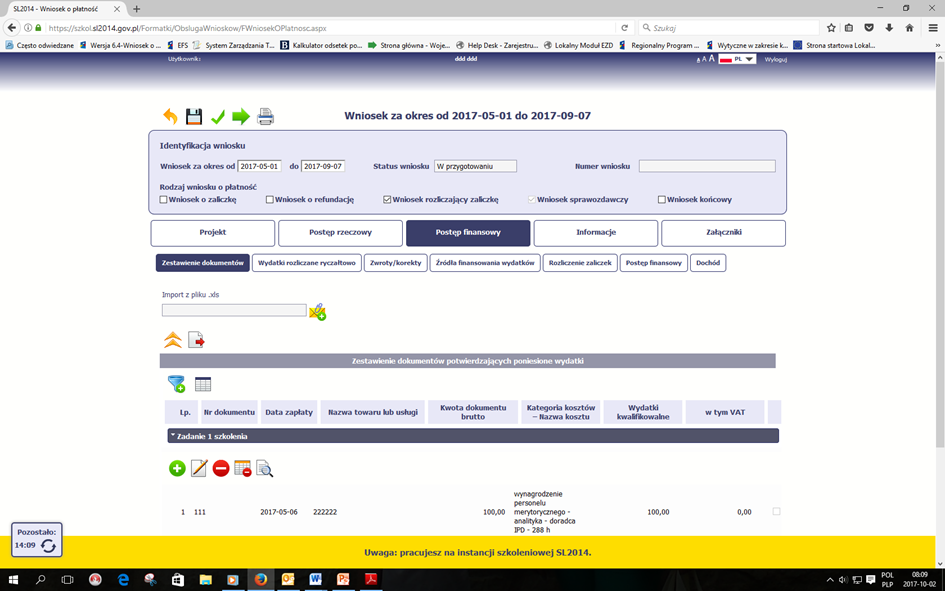 SL2014 - Wniosek o płatność
https://szkol.sl2014.gov.pl/Formatki/ObslugaWnioskow/FWniosekOPlatnosc.aspx
Szukaj
Często odwiedzane
Wersja 6.4-Wniosek o ...
EFS
System Zarządzania T...
Kalkulator odsetek po...
Strona główna - Woje...
Help Desk - Zarejestru...
Lokalny Moduł EZD
Regionalny Program ...
Wytyczne w zakresie k...
Strona startowa Lokal...
Użytkownik:
ddd ddd
A A A
PL
Wyloguj
Wniosek za okres od 2017-05-01 do 2017-09-07
Identyfikacja wniosku
Wniosek za okres od 2017-05-01 do 2017-09-07 Status wniosku W przygotowaniu Numer wniosku
Rodzaj wniosku o płatność
Wniosek o zaliczkę Wniosek o refundację Wniosek rozliczający zaliczkę Wniosek sprawozdawczy Wniosek końcowy
Projekt Postęp rzeczowy Postęp finansowy Informacje Załączniki
Zestawienie dokumentów Wydatki rozliczane ryczałtowo Zwroty/korekty Źródła finansowania wydatków Rozliczenie zaliczek Postęp finansowy Dochód
Import z pliku .xls
Zestawienie dokumentów potwierdzających poniesione wydatki
Lp.
Nr dokumentu
Data zapłaty
Nazwa towaru lub usługi
Kwota dokumentu
brutto
Kategoria kosztów
– Nazwa kosztu
Wydatki
kwalifikowalne
w tym VAT
Zadanie 1 szkolenia
1
111
2017-05-06
222222
100,00
wynagrodzenie
personelu
merytorycznego -
analityka - doradca
IPD - 288 h
100,00
0,00
Pozostało:
14:09
Uwaga: pracujesz na instancji szkoleniowej SL2014.
POL
PLP
08:09
2017-10-02